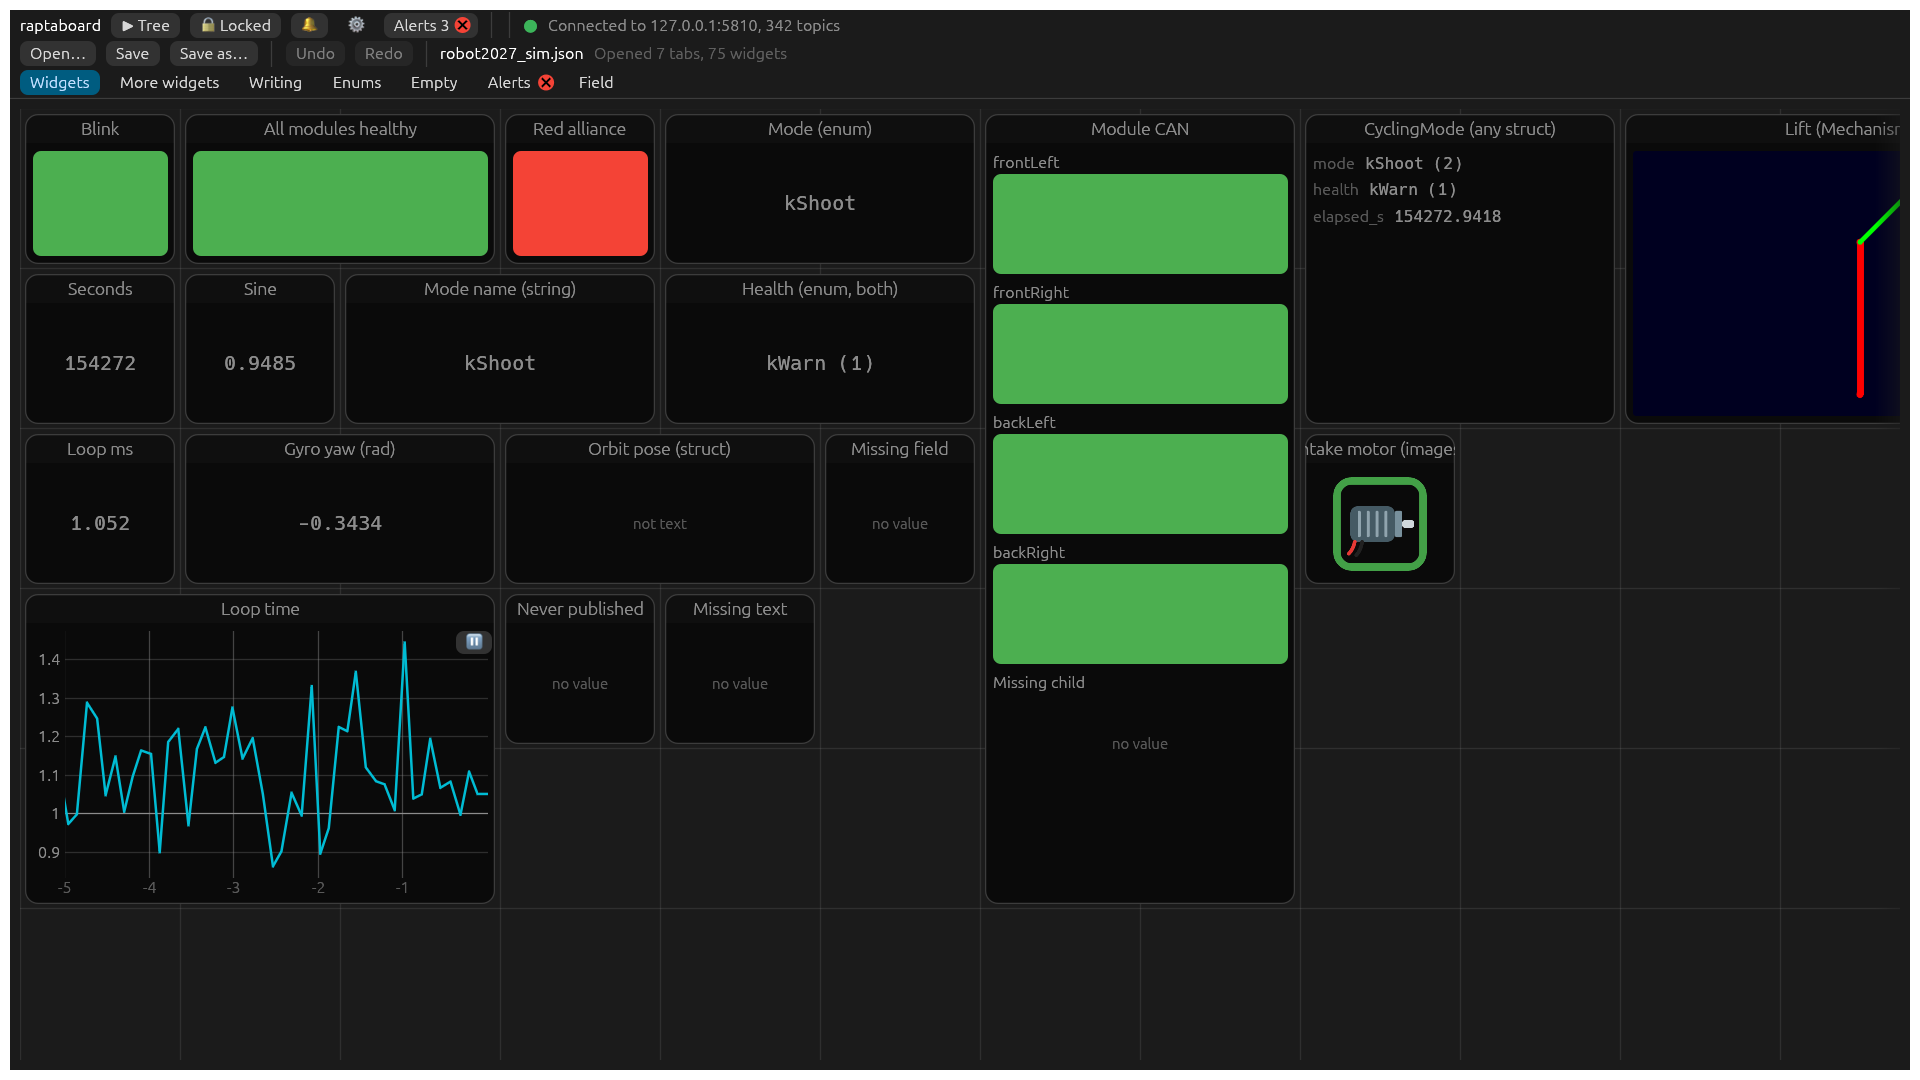 raptaboard ▶ Tree 🔒 Locked 🔔 ⚙ Alerts 3 Connected to 127.0.0.1:5810, 342 topics
Open... Save Save as... Undo Redo robot2027_sim.json Opened 7 tabs, 75 widgets
Widgets More widgets Writing Enums Empty Alerts Field
Blink
All modules healthy
Red alliance
Mode (enum)
kShoot
Module CAN
frontLeft
frontRight
backLeft
backRight
Missing child
no value
CyclingMode (any struct)
mode kShoot (2)
health kWarn (1)
elapsed_s 154272.9418
Lift (Mechanism
Seconds
154272
Sine
0.9485
Mode name (string)
kShoot
Health (enum, both)
kWarn (1)
Loop ms
1.052
Gyro yaw (rad)
-0.3434
Orbit pose (struct)
not text
Missing field
no value
ntake motor (images
Loop time
1.4
1.3
1.2
1.1
1
0.9
-5 -4 -3 -2 -1
Never published
no value
Missing text
no value